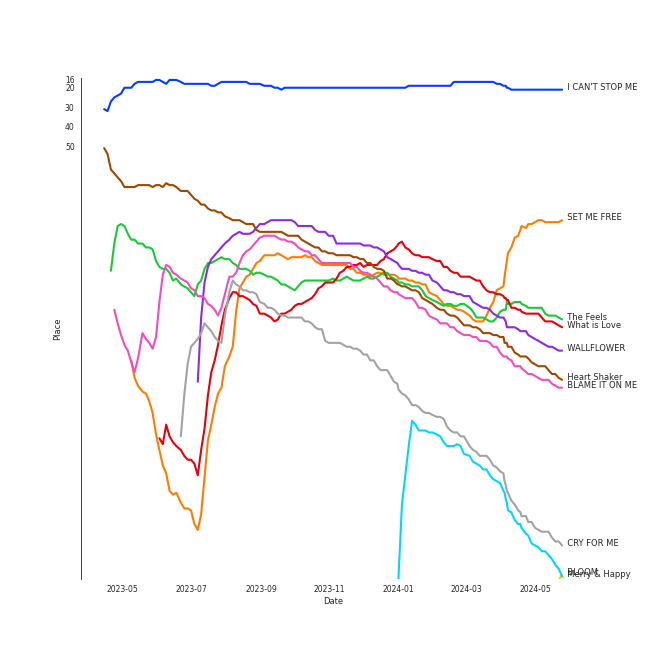 16
20
30
40
50
Place
I CAN'T STOP ME
SET ME FREE
The Feels
What is Love
WALLFLOWER
Heart Shaker
BLAME IT ON ME
CRY FOR ME
BLOOM
Merry & Happy
2023-05 2023-07 2023-09 2023-11 2024-01 2024-03 2024-05
Date